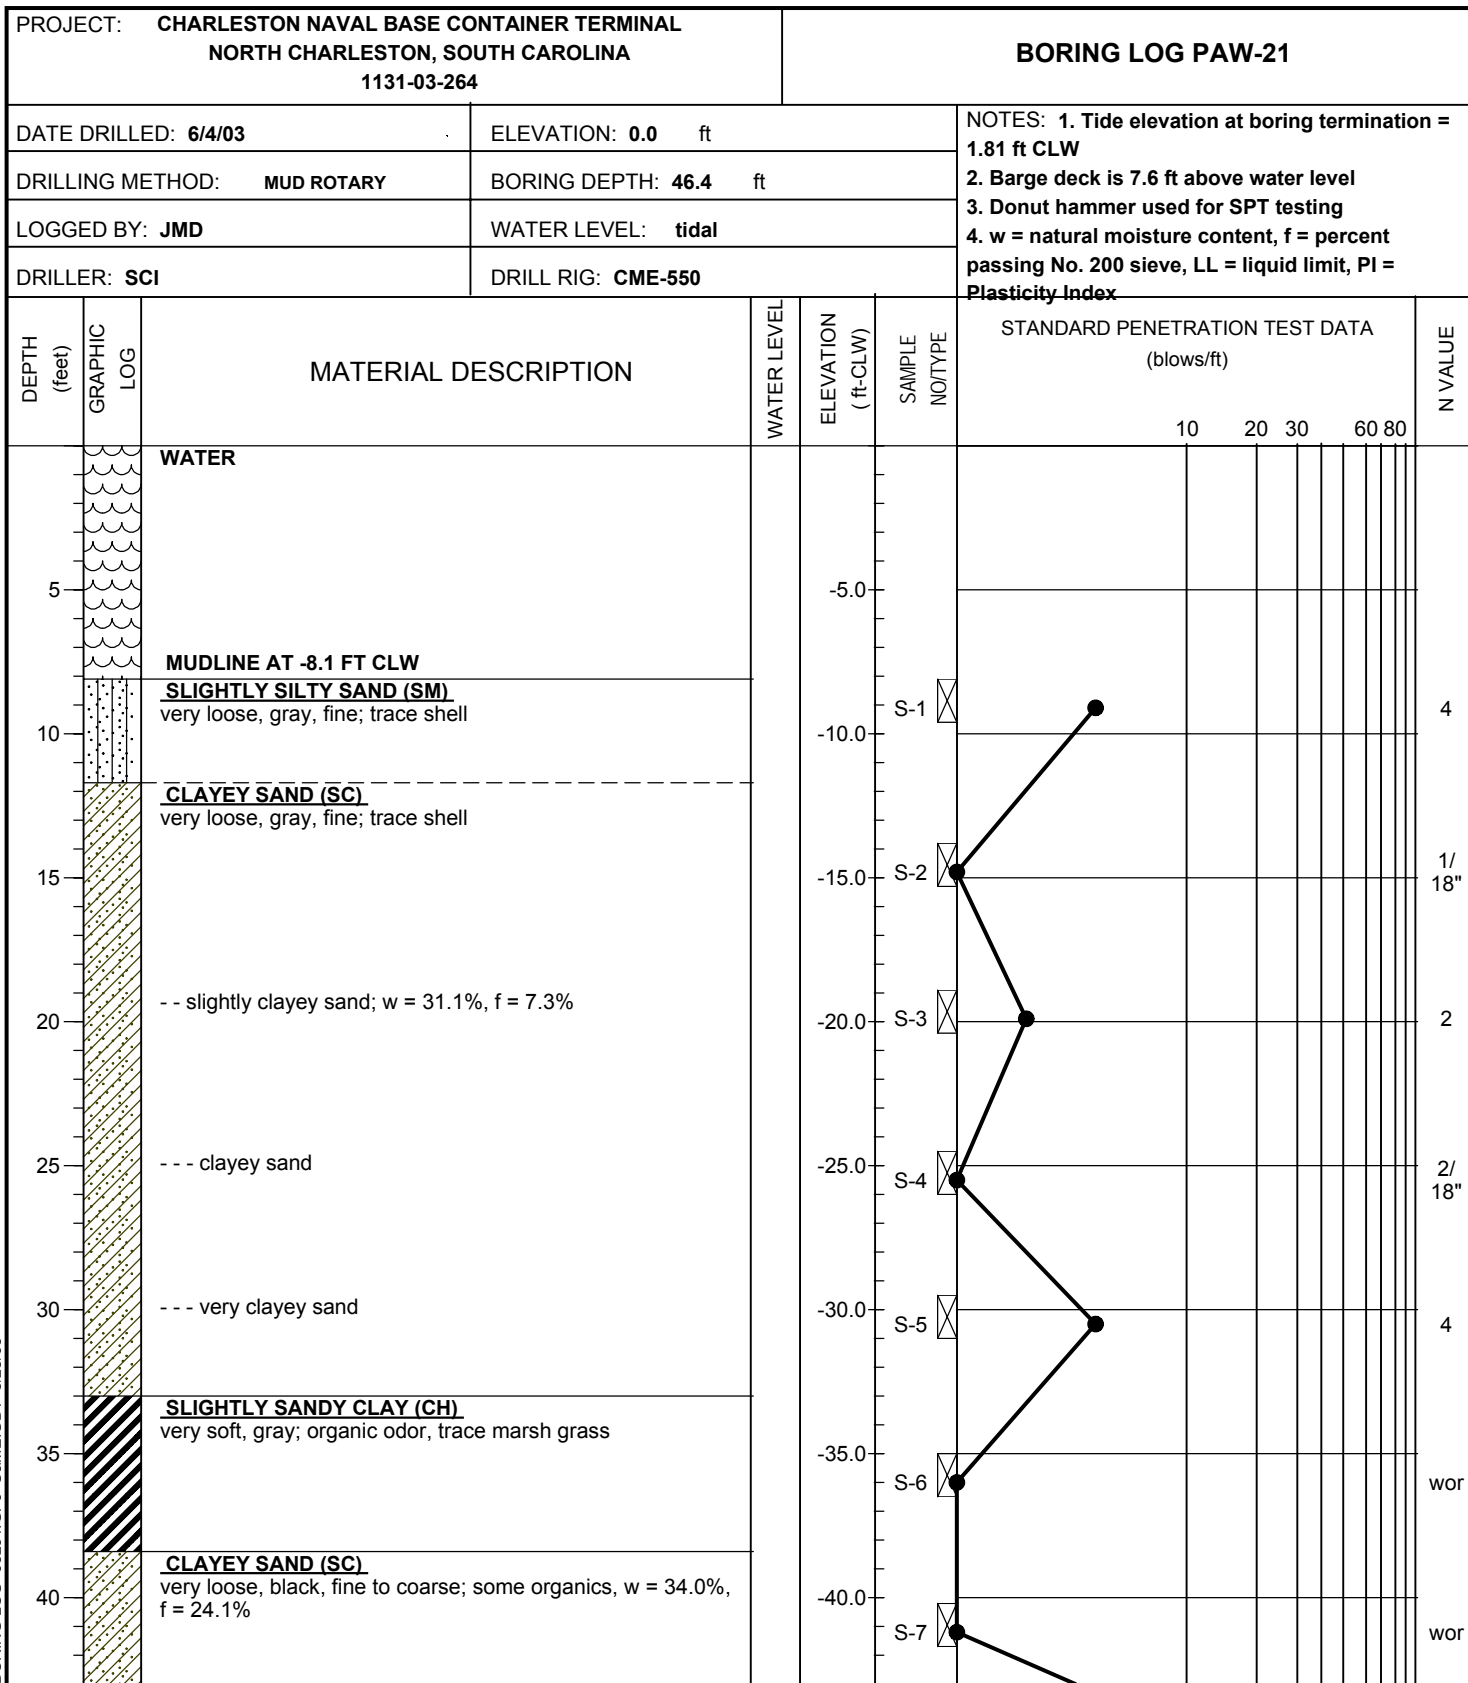 PROJECT: CHARLESTON NAVAL BASE CONTAINER TERMINAL
NORTH CHARLESTON, SOUTH CAROLINA
1131-03-264
BORING LOG PAW-21
DATE DRILLED: 6/4/03
ELEVATION: 0.0 ft
DRILLING METHOD: MUD ROTARY
BORING DEPTH: 46.4 ft
LOGGED BY: JMD
WATER LEVEL: tidal
DRILLER: SCI
DRILL RIG: CME-550
NOTES: 1. Tide elevation at boring termination =
1.81 ft CLW
2. Barge deck is 7.6 ft above water level
3. Donut hammer used for SPT testing
4. w = natural moisture content, f = percent
passing No. 200 sieve, LL = liquid limit, PI =
Plasticity Index
DEPTH
(feet)
GRAPHIC
LOG
MATERIAL DESCRIPTION
WATER LEVEL
ELEVATION
( ft-CLW)
SAMPLE
NO/TYPE
STANDARD PENETRATION TEST DATA
(blows/ft)
10 20 30 60 80
N VALUE
WATER
5 -5.0
MUDLINE AT -8.1 FT CLW
SLIGHTLY SILTY SAND (SM)
very loose, gray, fine; trace shell
S-1 4
10 -10.0
CLAYEY SAND (SC)
very loose, gray, fine; trace shell
15 -15.0 S-2 1/
18"
- - slightly clayey sand; w = 31.1%, f = 7.3%
20 -20.0 S-3 2
- - - clayey sand
25 -25.0 S-4 2/
18"
- - - very clayey sand
30 -30.0 S-5 4
SLIGHTLY SANDY CLAY (CH)
very soft, gray; organic odor, trace marsh grass
35 -35.0
S-6 wor
CLAYEY SAND (SC)
very loose, black, fine to coarse; some organics, w = 34.0%,
f = 24.1%
40 -40.0
S-7 wor